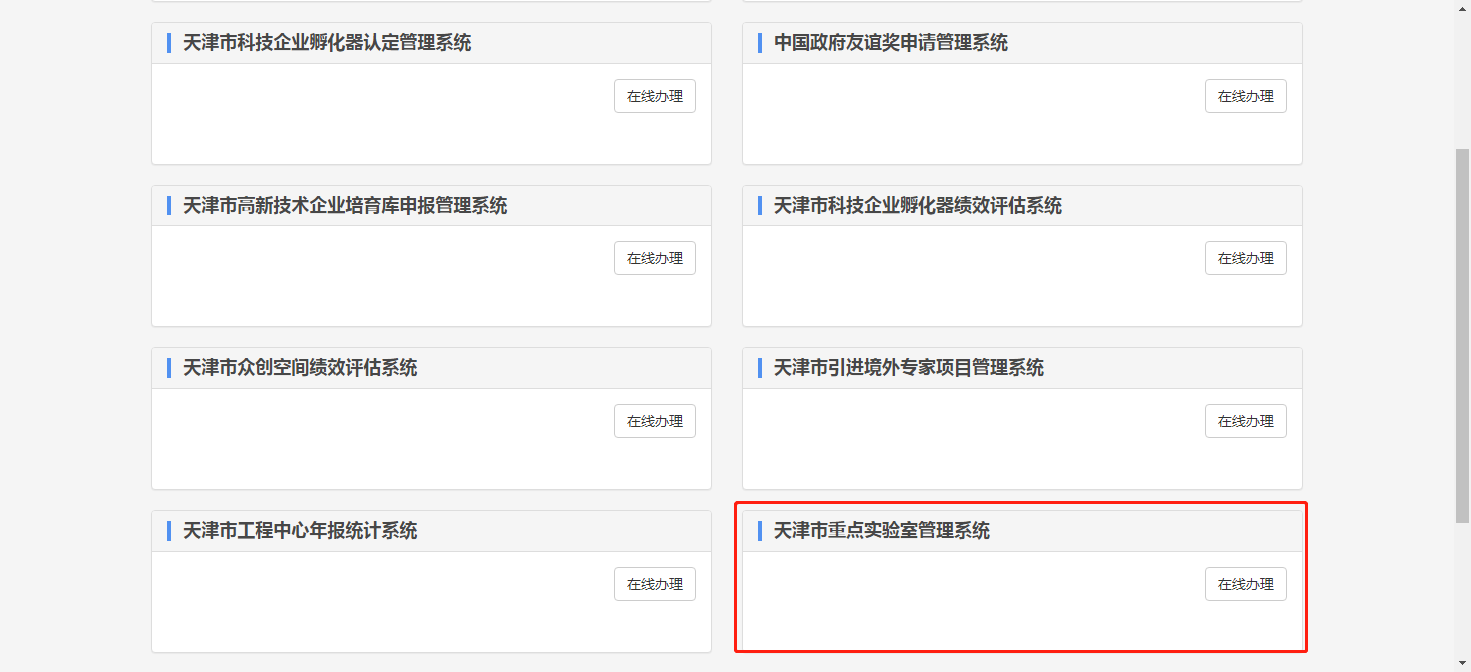 天津市科技企业孵化器认定管理系统
中国政府友谊奖申请管理系统
在线办理
在线办理
天津市高新技术企业培育库申报管理系统
天津市科技企业孵化器绩效评估系统
在线办理
在线办理
天津市众创空间绩效评估系统
天津市引进境外专家项目管理系统
在线办理
在线办理
天津市工程中心年报统计系统
天津市重点实验室管理系统
在线办理
在线办理